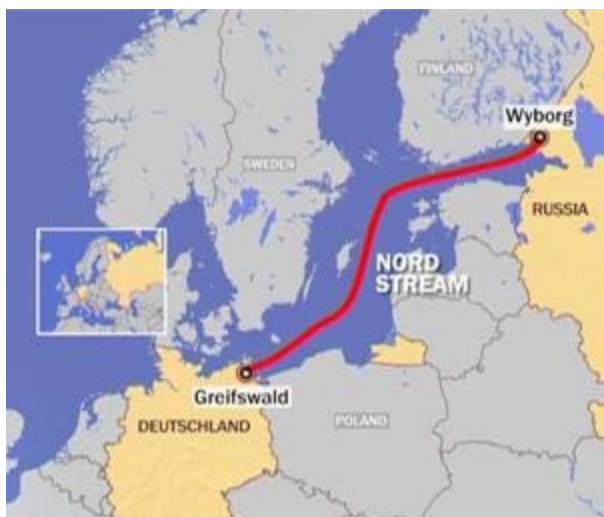 FINLAND
Wyborg
SWEDEN
RUSSIA
NORD
STREAM
Greifswald
DEUTSCHLAND
POLAND